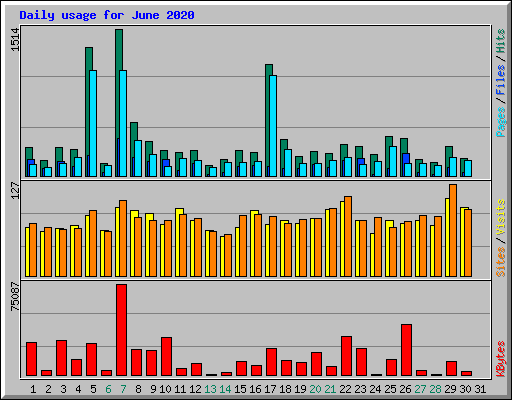 Daily usage for June 2020
1514
Pages / Files / Hits
127
Sites / Visits
75087
KBytes
1 2 3 4 5 6 7 8 9 10 11 12 13 14 15 16 17 18 19 20 21 22 23 24 25 26 27 28 29 30 31